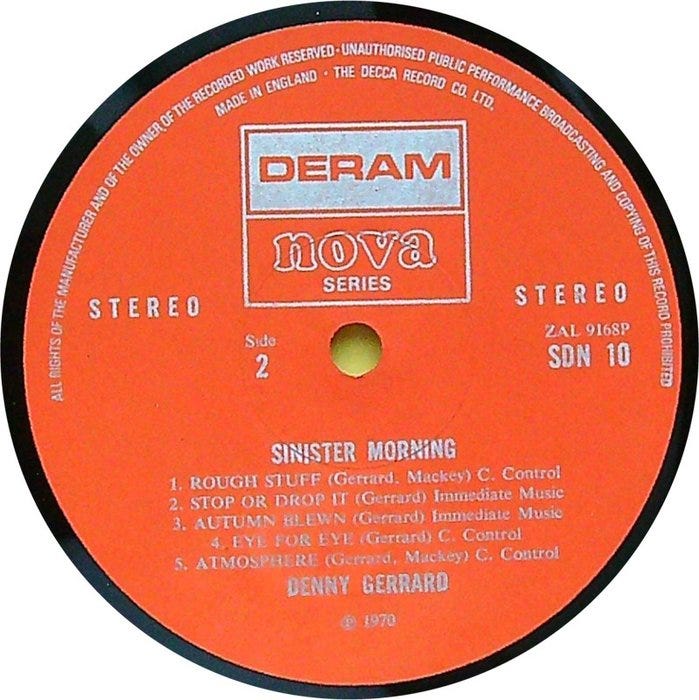 ALL RIGHTS OF THE MANUFACTURER AND OF THE OWNER OF THE RECORDED WORK RESERVED · UNAUTHORISED PUBLIC PERFORMANCE BROADCASTING AND COPYING OF THIS RECORD PROHIBITED
MADE IN ENGLAND · THE DECCA RECORD CO. LTD.
DERAM
nova
SERIES
STEREO
STEREO
Side
2
ZAL 9168P
SDN 10
SINISTER MORNING
1. ROUGH STUFF (Gerrard, Mackey) C. Control
2. STOP OR DROP IT (Gerrard) Immediate Music
3. AUTUMN BLEWN (Gerrard) Immediate Music
4. EYE FOR EYE (Gerrard) C. Control
5. ATMOSPHERE (Gerrard, Mackey) C. Control
DENNY GERRARD
℗ 1970